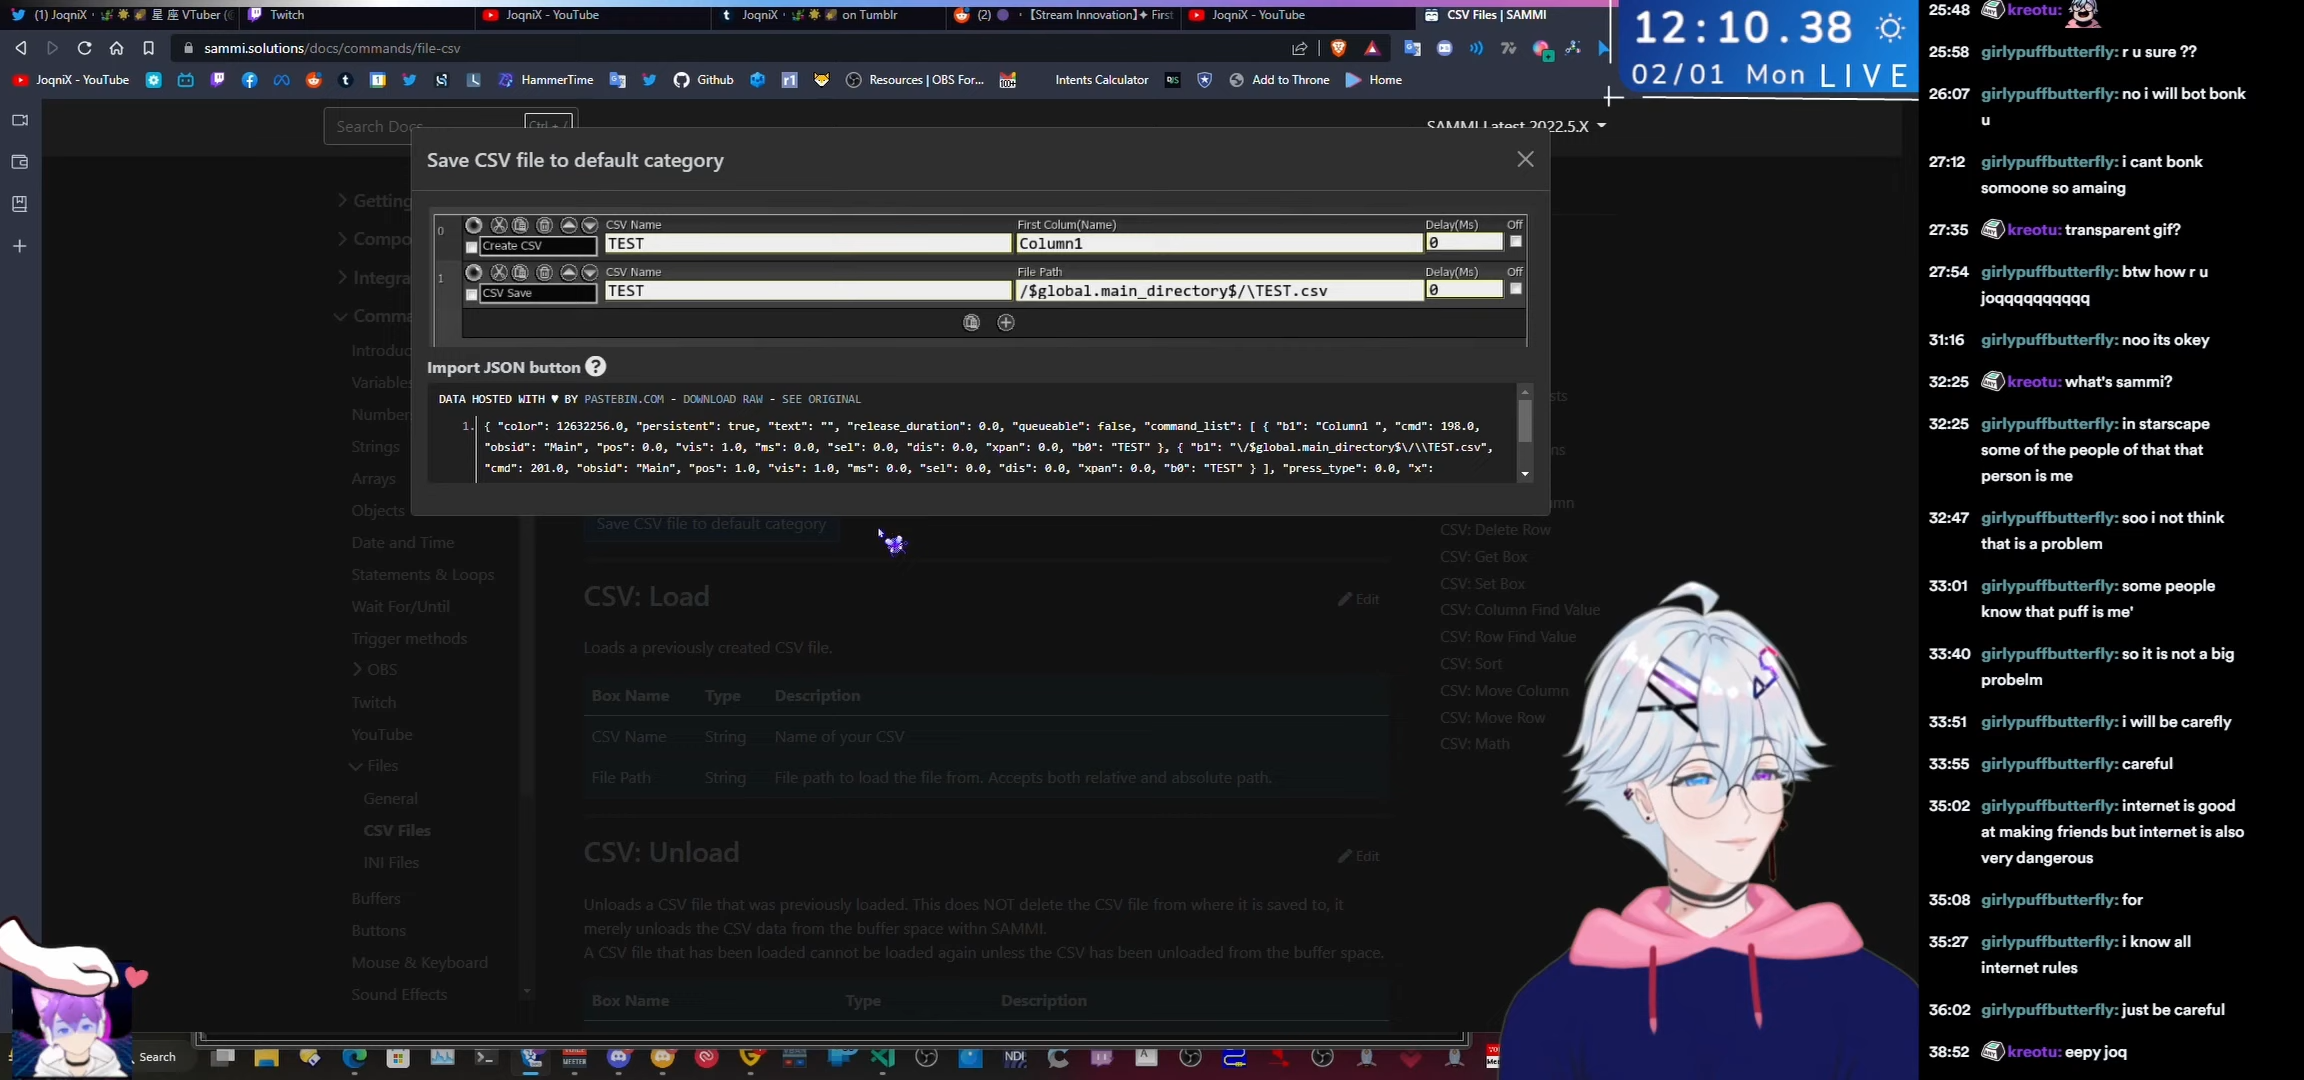 (1) JoqniX · 星 座 VTuber
Twitch
JoqniX - YouTube
JoqniX · on Tumblr
(2) · 【Stream Innovation】✦ First
JoqniX - YouTube
CSV Files | SAMMI
sammi.solutions/docs/commands/file-csv
JoqniX - YouTube
HammerTime
Github
Resources | OBS For...
Intents Calculator
Add to Throne
Home
12:10.38
02/01 Mon LIVE
Search Docs
Ctrl + /
SAMMI Latest 2022.5.X
Save CSV file to default category
0
CSV Name
First Colum(Name)
Delay(Ms)
Off
Create CSV
TEST
Column1
0
1
CSV Name
File Path
Delay(Ms)
Off
CSV Save
TEST
/$global.main_directory$/\TEST.csv
0
Import JSON button ?
DATA HOSTED WITH ♥ BY PASTEBIN.COM - DOWNLOAD RAW - SEE ORIGINAL
1. { "color": 12632256.0, "persistent": true, "text": "", "release_duration": 0.0, "queueable": false, "command_list": [ { "b1": "Column1 ", "cmd": 198.0,
"obsid": "Main", "pos": 0.0, "vis": 1.0, "ms": 0.0, "sel": 0.0, "dis": 0.0, "xpan": 0.0, "b0": "TEST" }, { "b1": "\/$global.main_directory$\/\\TEST.csv",
"cmd": 201.0, "obsid": "Main", "pos": 1.0, "vis": 1.0, "ms": 0.0, "sel": 0.0, "dis": 0.0, "xpan": 0.0, "b0": "TEST" } ], "press_type": 0.0, "x":
Getting
Compo
Integra
Comma
Introduc
Variables
Number
Strings
Arrays
Objects
Date and Time
Statements & Loops
Wait For/Until
Trigger methods
OBS
Twitch
YouTube
Files
General
CSV Files
INI Files
Buffers
Buttons
Mouse & Keyboard
Sound Effects
Save CSV file to default category
CSV: Load
Edit
Loads a previously created CSV file.
Box Name Type Description
CSV Name String Name of your CSV
File Path String File path to load the file from. Accepts both relative and absolute path.
CSV: Unload
Edit
Unloads a CSV file that was previously loaded. This does NOT delete the CSV file from where it is saved to, it
merely unloads the CSV data from the buffer space withn SAMMI.
A CSV file that has been loaded cannot be loaded again unless the CSV has been unloaded from the buffer space.
Box Name Type Description
CSV: Delete Row
CSV: Get Box
CSV: Set Box
CSV: Column Find Value
CSV: Row Find Value
CSV: Sort
CSV: Move Column
CSV: Move Row
CSV: Math
Search
25:48 kreotu:
25:58 girlypuffbutterfly: r u sure ??
26:07 girlypuffbutterfly: no i will bot bonk
u
27:12 girlypuffbutterfly: i cant bonk
somoone so amaing
27:35 kreotu: transparent gif?
27:54 girlypuffbutterfly: btw how r u
joqqqqqqqqqq
31:16 girlypuffbutterfly: noo its okey
32:25 kreotu: what's sammi?
32:25 girlypuffbutterfly: in starscape
some of the people of that that
person is me
32:47 girlypuffbutterfly: soo i not think
that is a problem
33:01 girlypuffbutterfly: some people
know that puff is me'
33:40 girlypuffbutterfly: so it is not a big
probelm
33:51 girlypuffbutterfly: i will be carefly
33:55 girlypuffbutterfly: careful
35:02 girlypuffbutterfly: internet is good
at making friends but internet is also
very dangerous
35:08 girlypuffbutterfly: for
35:27 girlypuffbutterfly: i know all
internet rules
36:02 girlypuffbutterfly: just be careful
38:52 kreotu: eepy joq